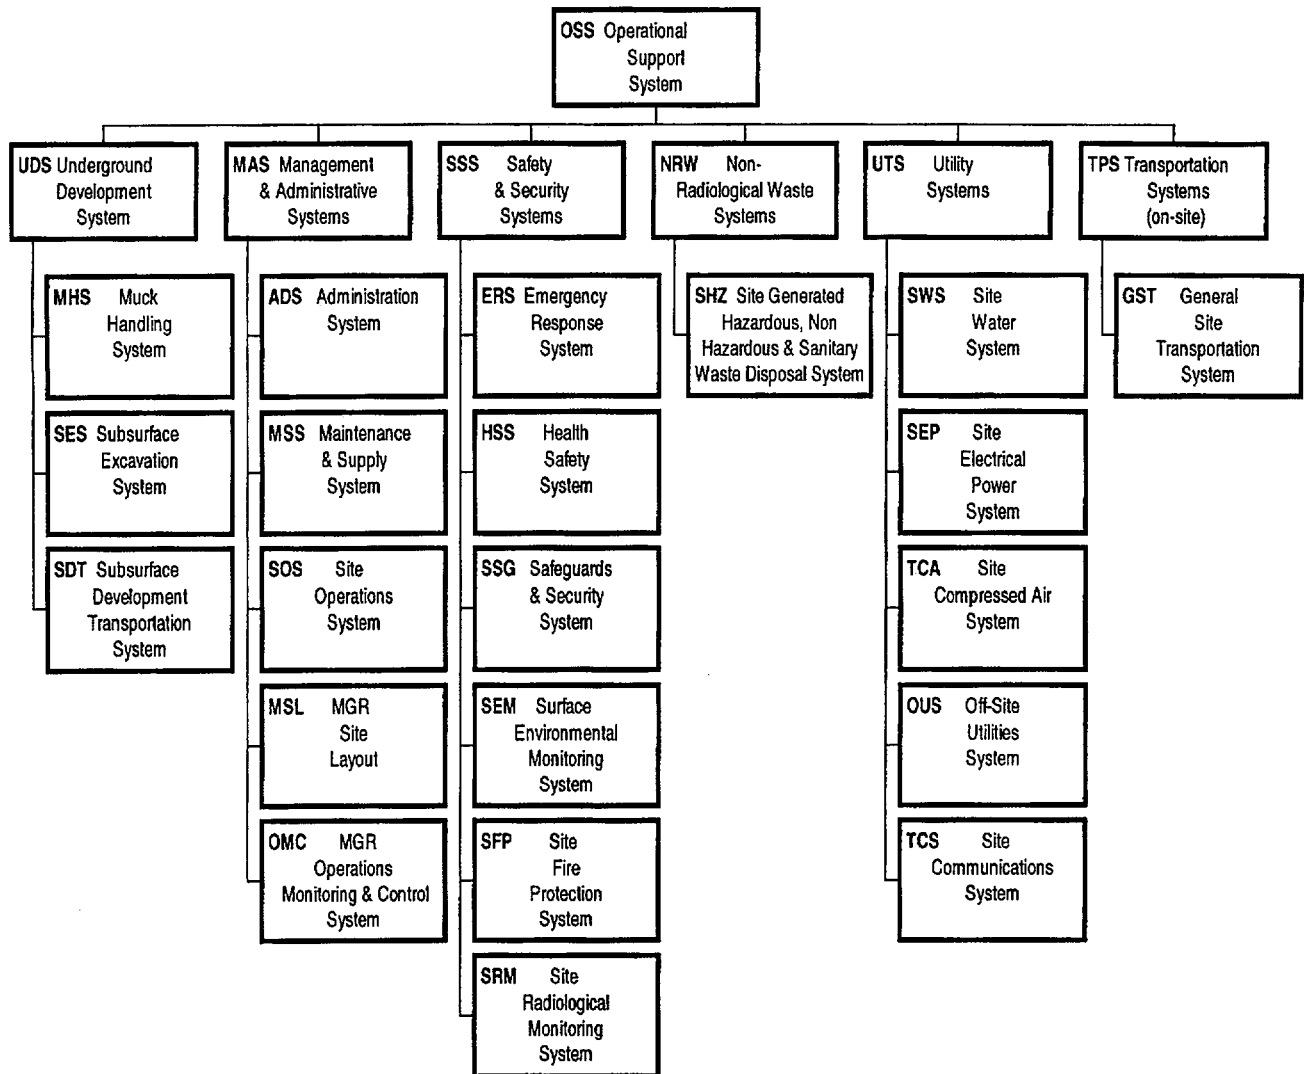 OSS Operational
Support
System
UDS Underground
Development
System
MAS Management
& Administrative
Systems
SSS Safety
& Security
Systems
NRW Non-
Radiological Waste
Systems
UTS Utility
Systems
TPS Transportation
Systems
(on-site)
MHS Muck
Handling
System
SES Subsurface
Excavation
System
SDT Subsurface
Development
Transportation
System
ADS Administration
System
MSS Maintenance
& Supply
System
SOS Site
Operations
System
MSL MGR
Site
Layout
OMC MGR
Operations
Monitoring & Control
System
ERS Emergency
Response
System
HSS Health
Safety
System
SSG Safeguards
& Security
System
SEM Surface
Environmental
Monitoring
System
SFP Site
Fire
Protection
System
SRM Site
Radiological
Monitoring
System
SHZ Site Generated
Hazardous, Non
Hazardous & Sanitary
Waste Disposal System
SWS Site
Water
System
SEP Site
Electrical
Power
System
TCA Site
Compressed Air
System
OUS Off-Site
Utilities
System
TCS Site
Communications
System
GST General
Site
Transportation
System